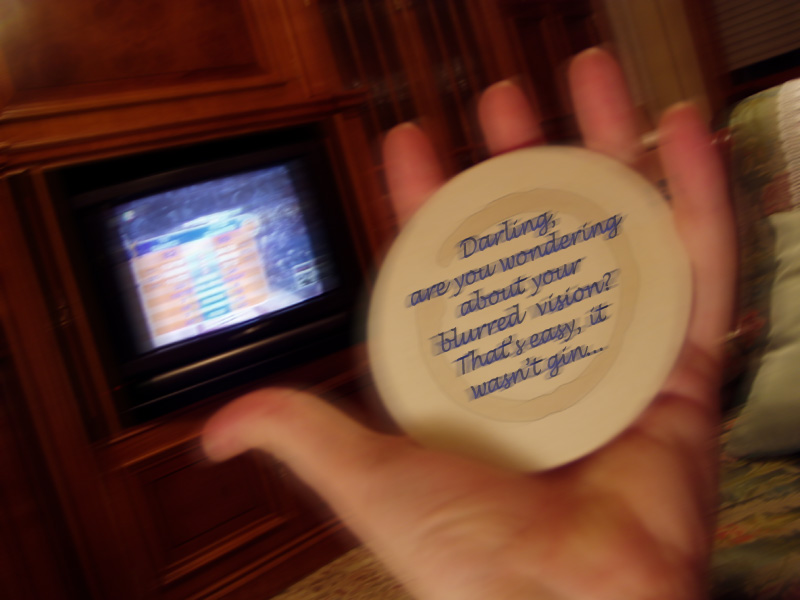 Darling,
are you wondering
about your
blurred vision?
That's easy, it
wasn't gin...